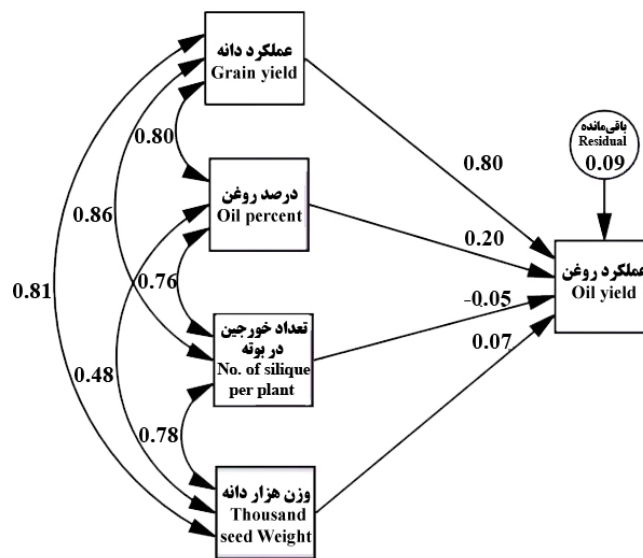 عملکرد دانه
Grain yield
باقی‌مانده
Residual
0.09
0.80
0.80
درصد روغن
Oil percent
0.86
0.20
عملکرد روغن
Oil yield
0.76
-0.05
0.81
تعداد خورجین
در بوته
No. of silique
per plant
0.07
0.48
0.78
وزن هزار دانه
Thousand
seed Weight